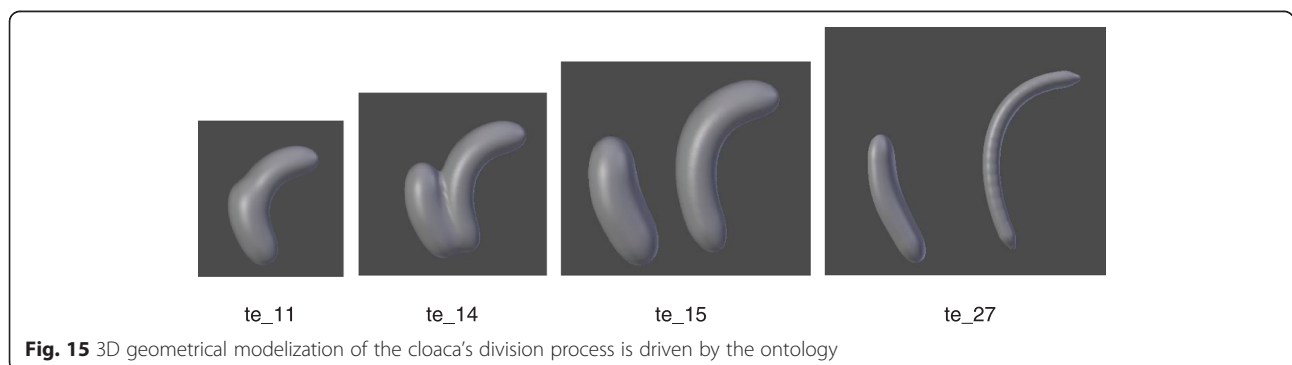 te_11
te_14
te_15
te_27
Fig. 15 3D geometrical modelization of the cloaca's division process is driven by the ontology